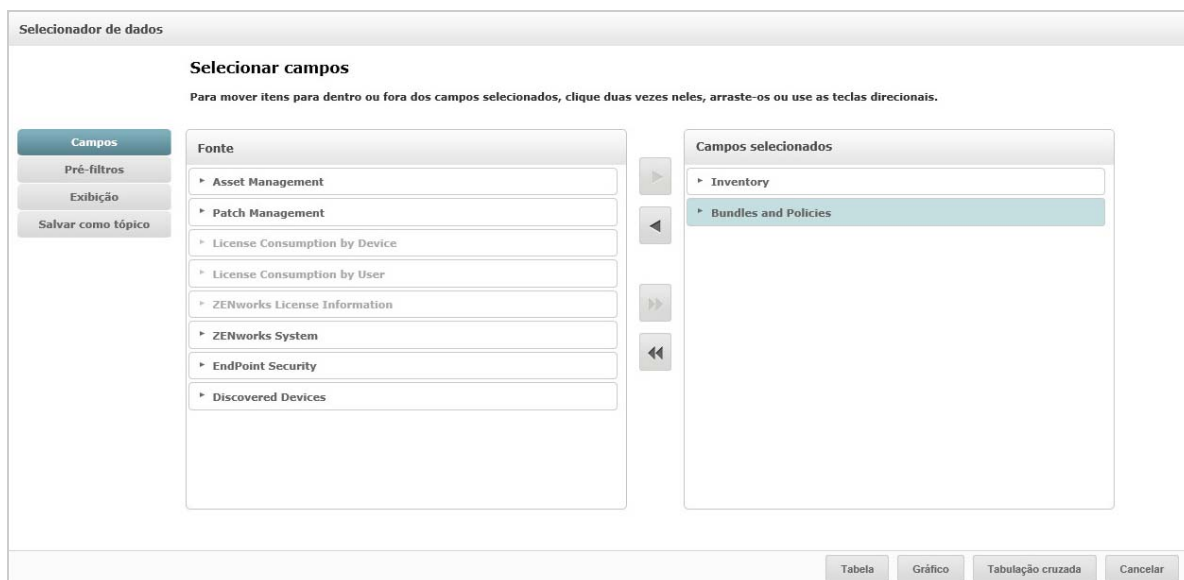 Selecionador de dados
Selecionar campos
Para mover itens para dentro ou fora dos campos selecionados, clique duas vezes neles, arraste-os ou use as teclas direcionais.
Campos
Pré-filtros
Exibição
Salvar como tópico
Fonte
Asset Management
Patch Management
License Consumption by Device
License Consumption by User
ZENworks License Information
ZENworks System
EndPoint Security
Discovered Devices
Campos selecionados
Inventory
Bundles and Policies
Tabela
Gráfico
Tabulação cruzada
Cancelar